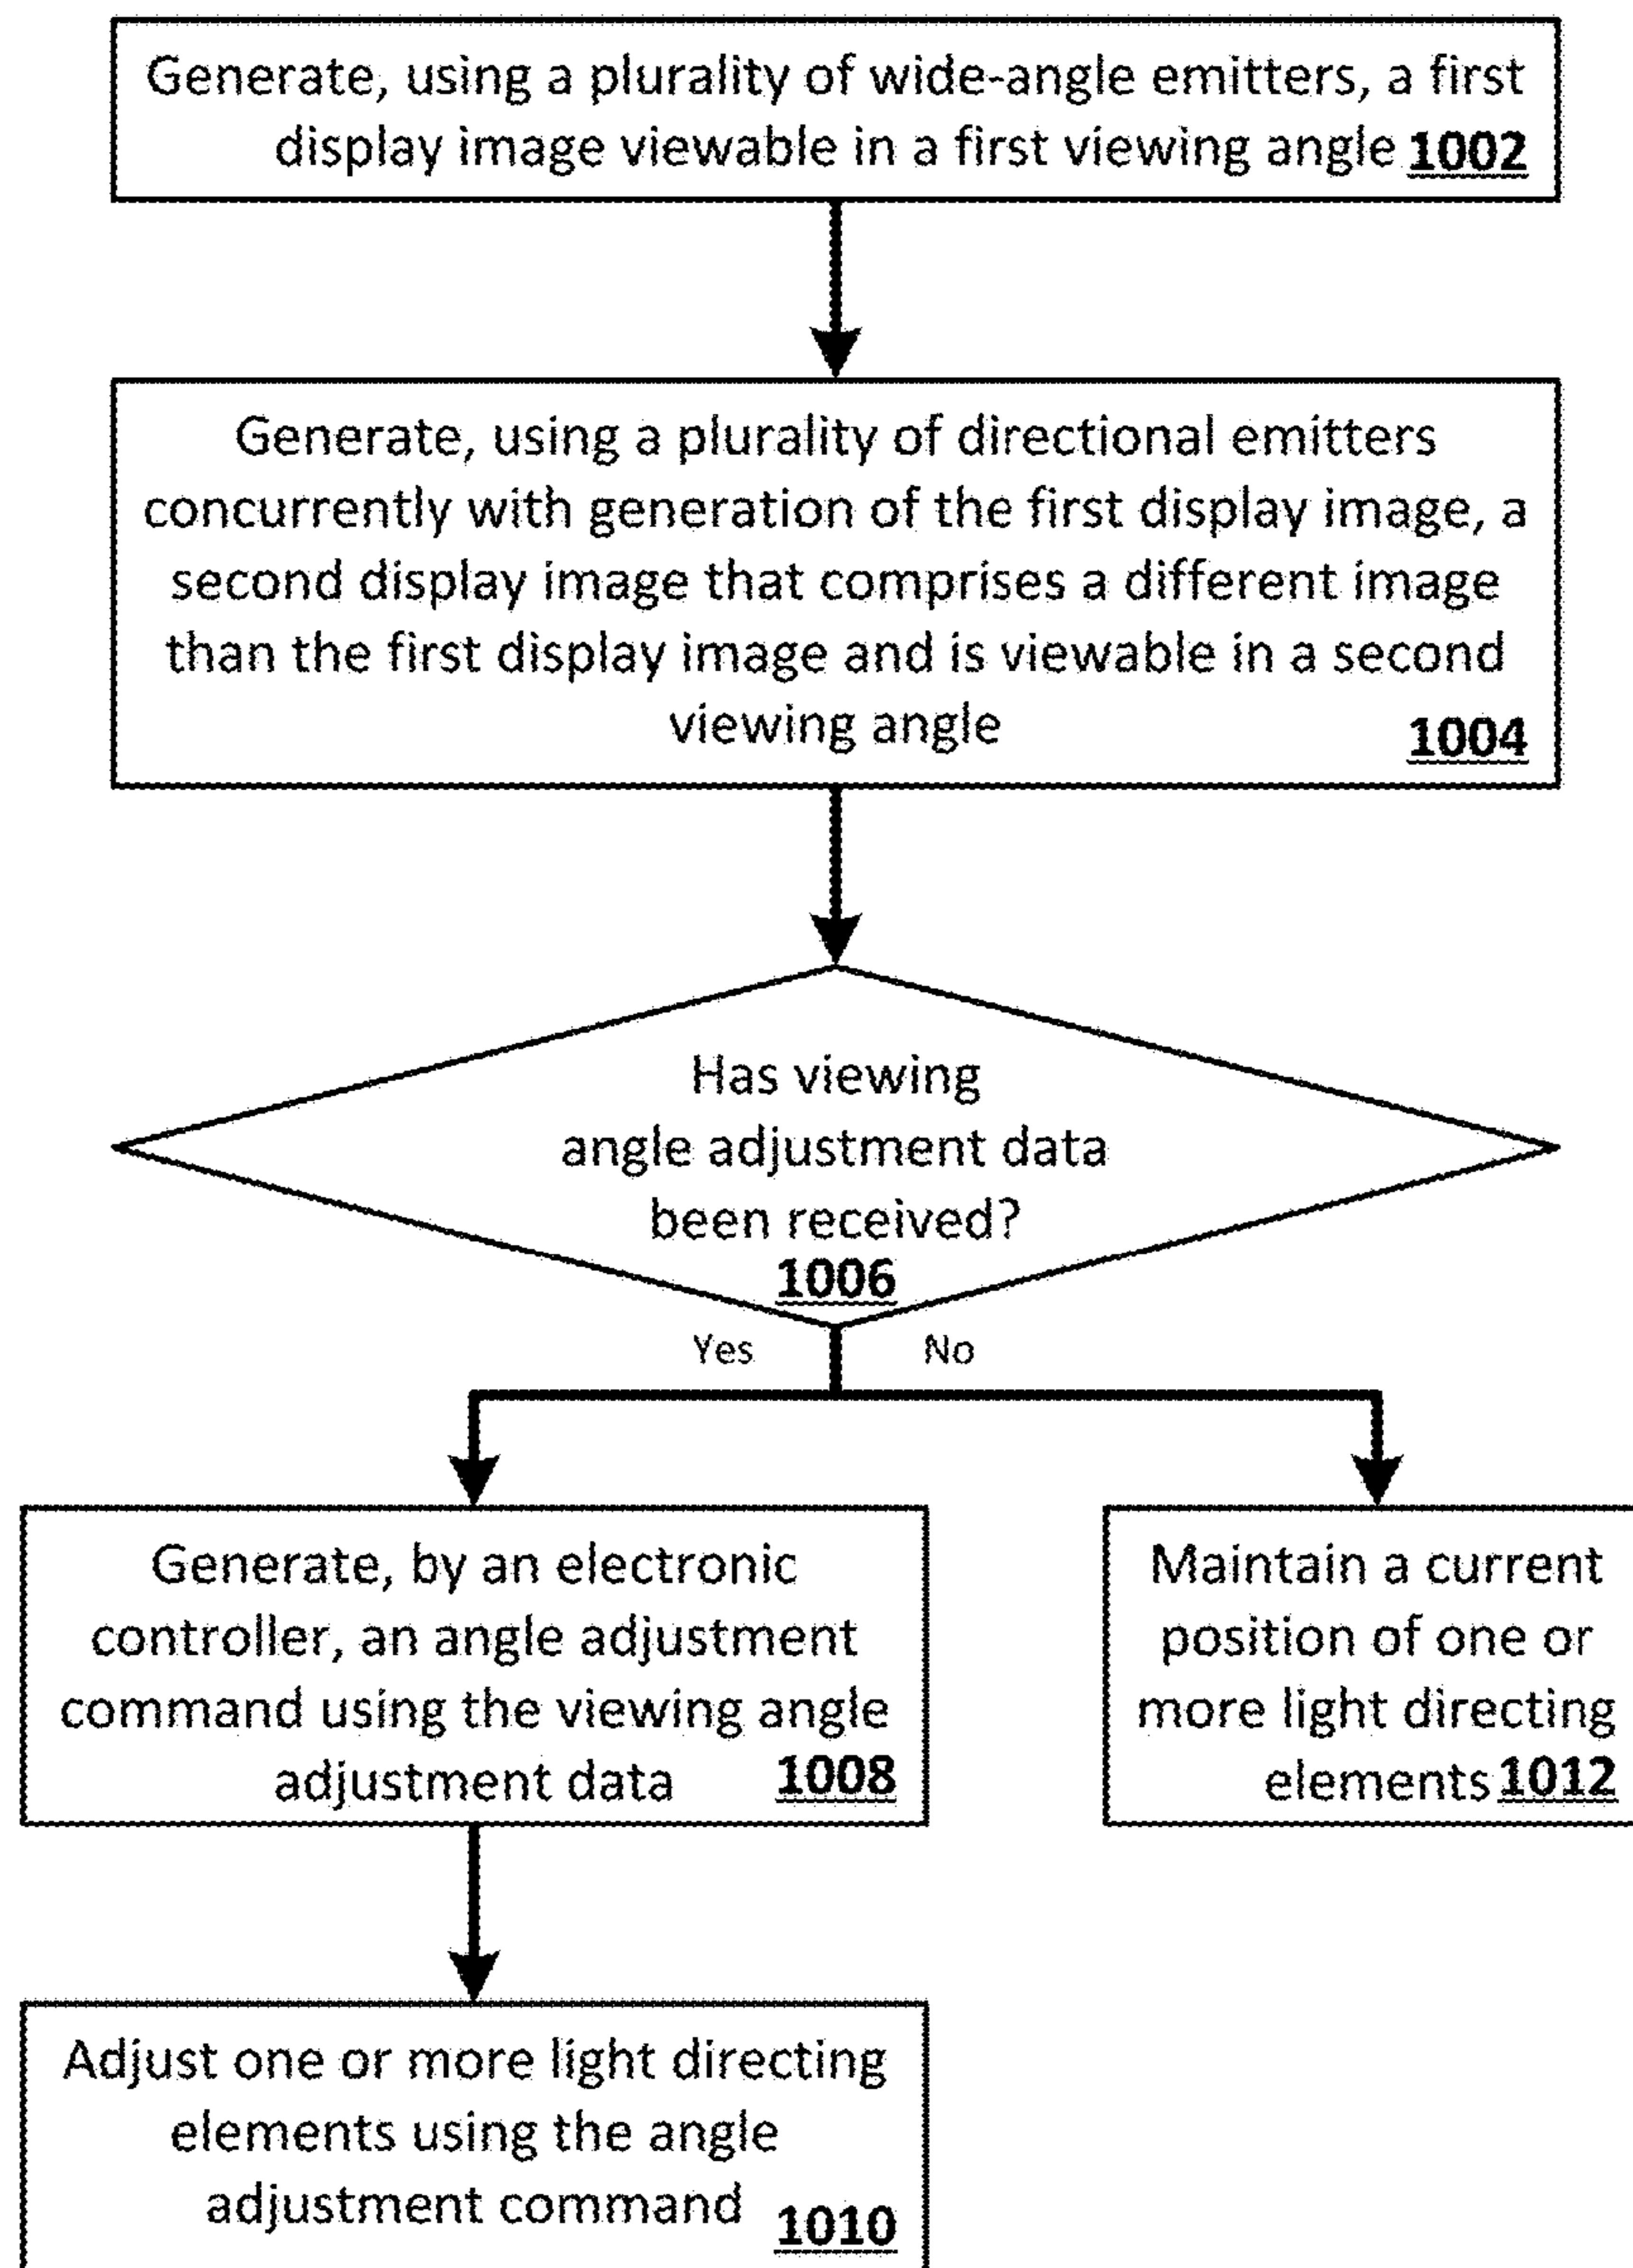 Generate, using a plurality of wide-angle emitters, a first
display image viewable in a first viewing angle 1002
Generate, using a plurality of directional emitters
concurrently with generation of the first display image, a
second display image that comprises a different image
than the first display image and is viewable in a second
viewing angle 1004
Has viewing
angle adjustment data
been received?
1006
Yes No
Generate, by an electronic
controller, an angle adjustment
command using the viewing angle
adjustment data 1008
Maintain a current
position of one or
more light directing
elements 1012
Adjust one or more light directing
elements using the angle
adjustment command 1010